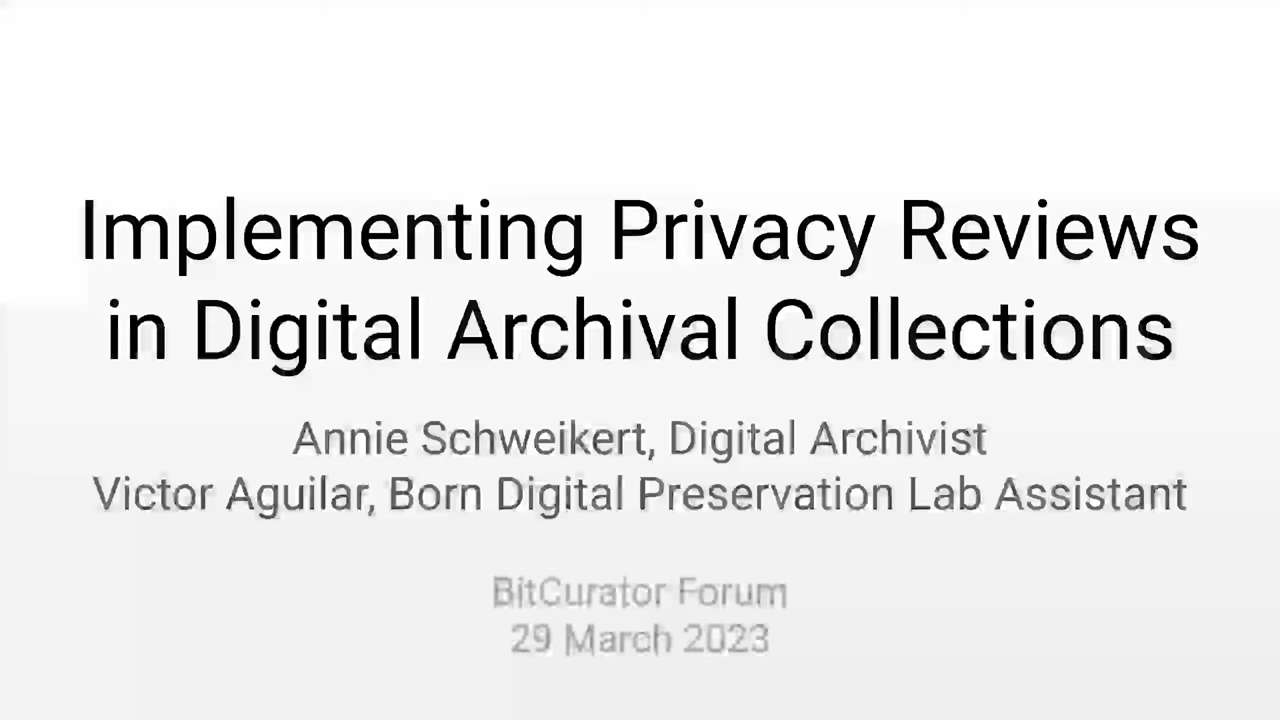 Implementing Privacy Reviews
in Digital Archival Collections
Annie Schweikert, Digital Archivist
Victor Aguilar, Born Digital Preservation Lab Assistant
BitCurator Forum
29 March 2023